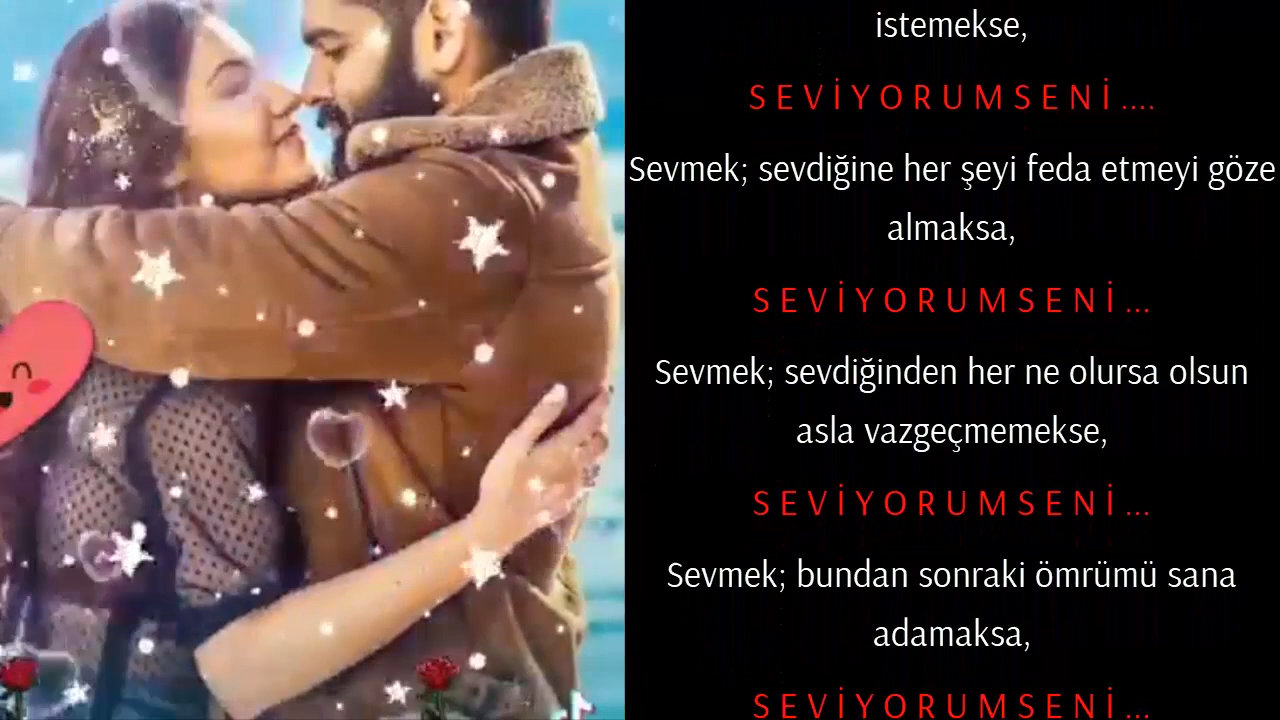 istemekse,
S E V İ Y O R U M S E N İ ....
Sevmek; sevdiğine her şeyi feda etmeyi göze
almaksa,
S E V İ Y O R U M S E N İ ...
Sevmek; sevdiğinden her ne olursa olsun
asla vazgeçmemekse,
S E V İ Y O R U M S E N İ ...
Sevmek; bundan sonraki ömrümü sana
adamaksa,
S E V İ Y O R U M S E N İ ...